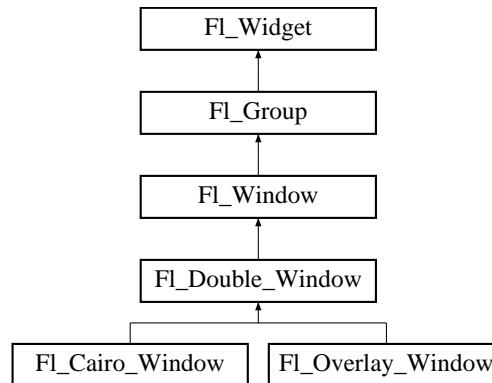 Fl_Widget
Fl_Group
Fl_Window
Fl_Double_Window
Fl_Cairo_Window
Fl_Overlay_Window